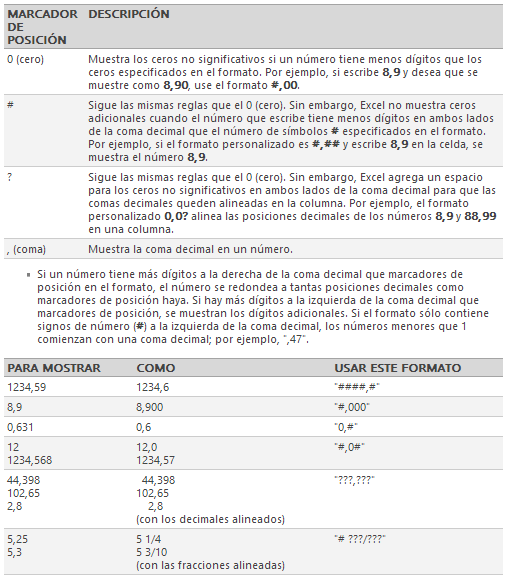 MARCADOR DE POSICIÓN DESCRIPCIÓN
0 (cero) Muestra los ceros no significativos si un número tiene menos dígitos que los
ceros especificados en el formato. Por ejemplo, si escribe 8,9 y desea que se
muestre como 8,90, use el formato #,00.
# Sigue las mismas reglas que el 0 (cero). Sin embargo, Excel no muestra ceros
adicionales cuando el número que escribe tiene menos dígitos en ambos lados
de la coma decimal que el número de símbolos # especificados en el formato.
Por ejemplo, si el formato personalizado es #,## y escribe 8,9 en la celda, se
muestra el número 8,9.
? Sigue las mismas reglas que el 0 (cero). Sin embargo, Excel agrega un espacio
para los ceros no significativos en ambos lados de la coma decimal para que las
comas decimales queden alineadas en la columna. Por ejemplo, el formato
personalizado 0,0? alinea las posiciones decimales de los números 8,9 y 88,99
en una columna.
, (coma) Muestra la coma decimal en un número.
▪ Si un número tiene más dígitos a la derecha de la coma decimal que marcadores de
posición en el formato, el número se redondea a tantas posiciones decimales como
marcadores de posición haya. Si hay más dígitos a la izquierda de la coma decimal que
marcadores de posición, se muestran los dígitos adicionales. Si el formato sólo contiene
signos de número (#) a la izquierda de la coma decimal, los números menores que 1
comienzan con una coma decimal; por ejemplo, ",47".
PARA MOSTRAR COMO USAR ESTE FORMATO
1234,59 1234,6 "####,#"
8,9 8,900 "#,000"
0,631 0,6 "0,#"
12 12,0 "#,0#"
1234,568 1234,57
44,398 44,398 "???,???"
102,65 102,65
2,8 2,8
(con los decimales alineados)
5,25 5 1/4 "# ???/???"
5,3 5 3/10
(con las fracciones alineadas)